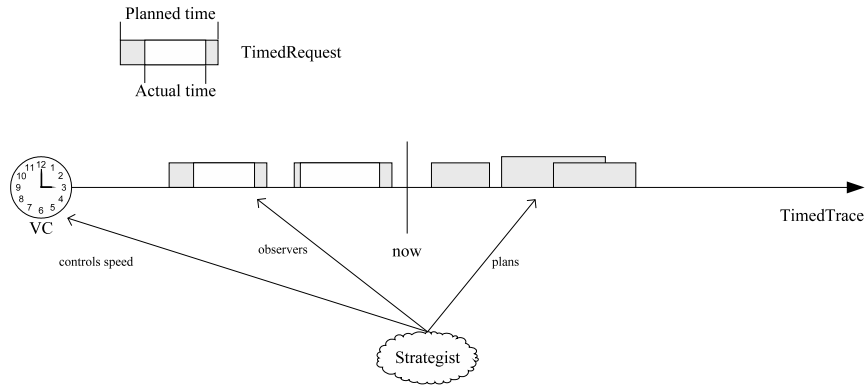 Planned time
TimedRequest
Actual time
12
11 1
10 2
9 3
8 4
7 5
6
VC
TimedTrace
now
observers
controls speed
plans
Strategist